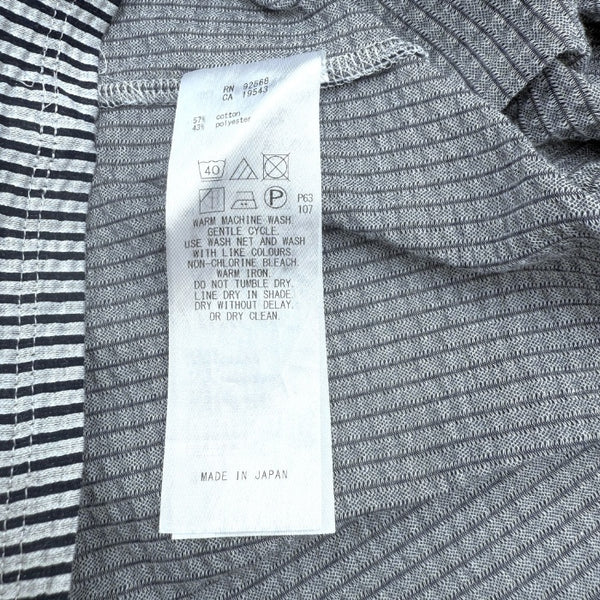 RN 92868
CA 19543
57% cotton
43% polyester
40
P P63
107
WARM MACHINE WASH,
GENTLE CYCLE.
USE WASH NET AND WASH
WITH LIKE COLOURS.
NON-CHLORINE BLEACH.
WARM IRON.
DO NOT TUMBLE DRY.
LINE DRY IN SHADE.
DRY WITHOUT DELAY.
OR DRY CLEAN.
MADE IN JAPAN